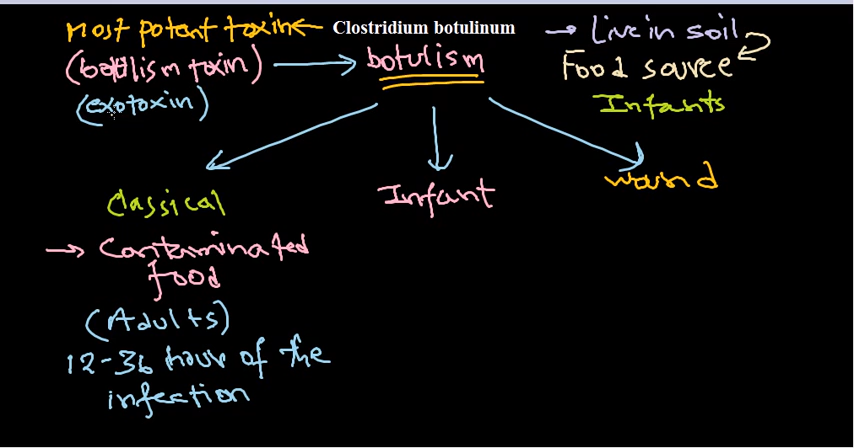 Most potent toxin ← Clostridium botulinum → Live in soil
(botulism toxin) → botulism Food source
(exotoxin) Infants
Classical Infant wound
→ Contaminated
food
(Adults)
12-36 hour of the
infection